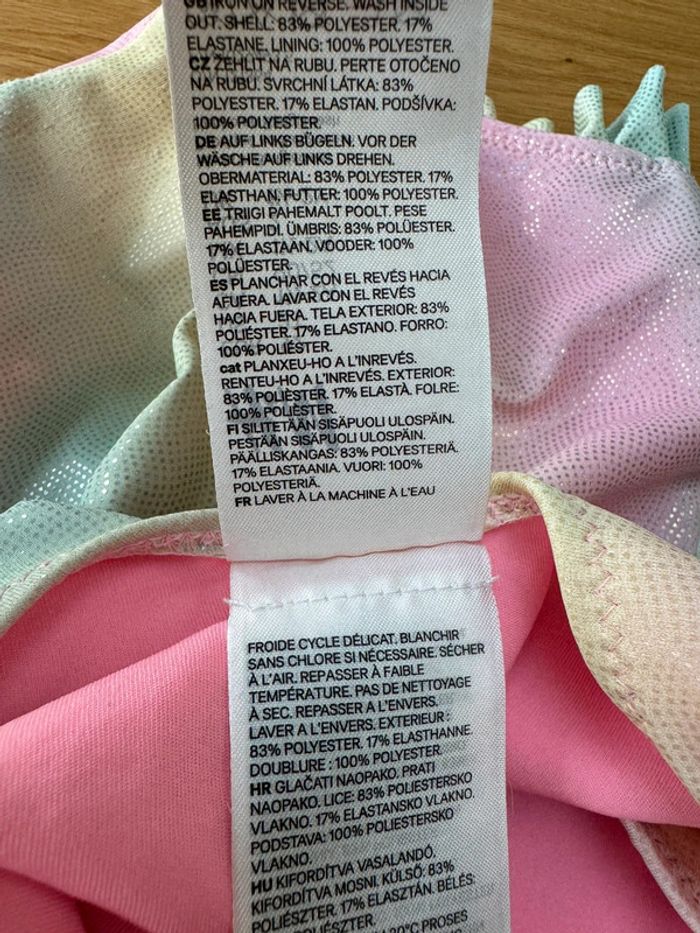 GB IRON ON REVERSE. WASH INSIDE
OUT. SHELL: 83% POLYESTER. 17%
ELASTANE. LINING: 100% POLYESTER.
CZ ŽEHLIT NA RUBU. PERTE OTOČENO
NA RUBU. SVRCHNÍ LÁTKA: 83%
POLYESTER. 17% ELASTAN. PODŠÍVKA:
100% POLYESTER.
DE AUF LINKS BÜGELN. VOR DER
WÄSCHE AUF LINKS DREHEN.
OBERMATERIAL: 83% POLYESTER. 17%
ELASTHAN. FUTTER: 100% POLYESTER.
EE TRIIGI PAHEMALT POOLT. PESE
PAHEMPIDI. ÜMBRIS: 83% POLÜESTER.
17% ELASTAAN. VOODER: 100%
POLÜESTER.
ES PLANCHAR CON EL REVÉS HACIA
AFUERA. LAVAR CON EL REVÉS
HACIA FUERA. TELA EXTERIOR: 83%
POLIÉSTER. 17% ELASTANO. FORRO:
100% POLIÉSTER.
cat PLANXEU-HO A L'INREVÉS.
RENTEU-HO A L'INREVÉS. EXTERIOR:
83% POLIÈSTER. 17% ELASTÀ. FOLRE:
100% POLIÈSTER.
FI SILITETÄÄN SISÄPUOLI ULOSPÄIN.
PESTÄÄN SISÄPUOLI ULOSPÄIN.
PÄÄLLISKANGAS: 83% POLYESTERIÄ.
17% ELASTAANIA. VUORI: 100%
POLYESTERIÄ.
FR LAVER À LA MACHINE À L'EAU
FROIDE CYCLE DÉLICAT. BLANCHIR
SANS CHLORE SI NÉCESSAIRE. SÉCHER
À L'AIR. REPASSER À FAIBLE
TEMPÉRATURE. PAS DE NETTOYAGE
À SEC. REPASSER A L'ENVERS.
LAVER A L'ENVERS. EXTERIEUR :
83% POLYESTER. 17% ELASTHANNE.
DOUBLURE : 100% POLYESTER.
HR GLAČATI NAOPAKO. PRATI
NAOPAKO. LICE: 83% POLIESTERSKO
VLAKNO. 17% ELASTANSKO VLAKNO.
PODSTAVA: 100% POLIESTERSKO
VLAKNO.
HU KIFORDÍTVA VASALANDÓ.
KIFORDÍTVA MOSNI. KÜLSŐ: 83%
POLIÉSZTER. 17% ELASZTÁN. BÉLÉS:
POLIÉSZTER.
30°C PROSES